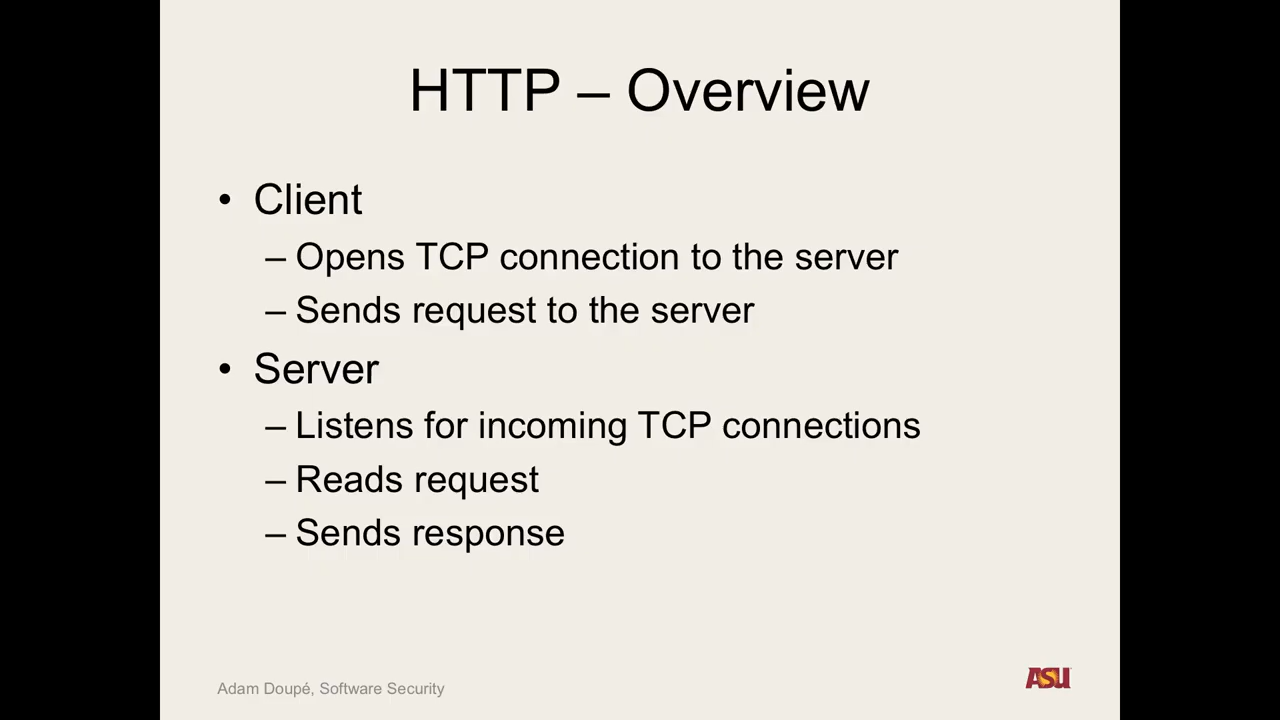 HTTP – Overview
• Client
– Opens TCP connection to the server
– Sends request to the server
• Server
– Listens for incoming TCP connections
– Reads request
– Sends response
Adam Doupé, Software Security
ASU